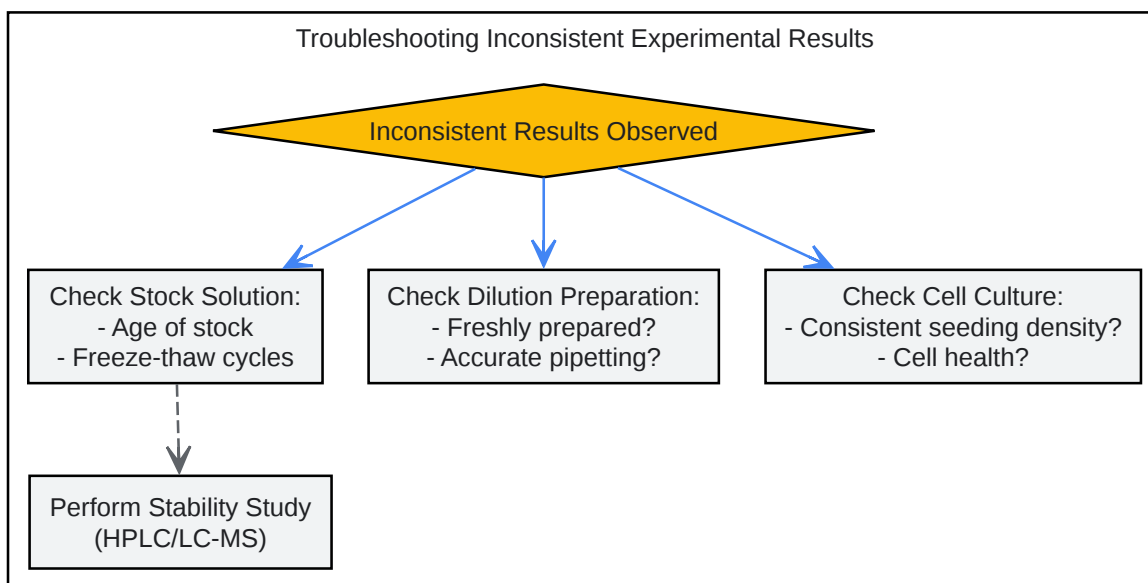 Troubleshooting Inconsistent Experimental Results
Inconsistent Results Observed
Check Stock Solution:
- Age of stock
- Freeze-thaw cycles
Check Dilution Preparation:
- Freshly prepared?
- Accurate pipetting?
Check Cell Culture:
- Consistent seeding density?
- Cell health?
Perform Stability Study
(HPLC/LC-MS)